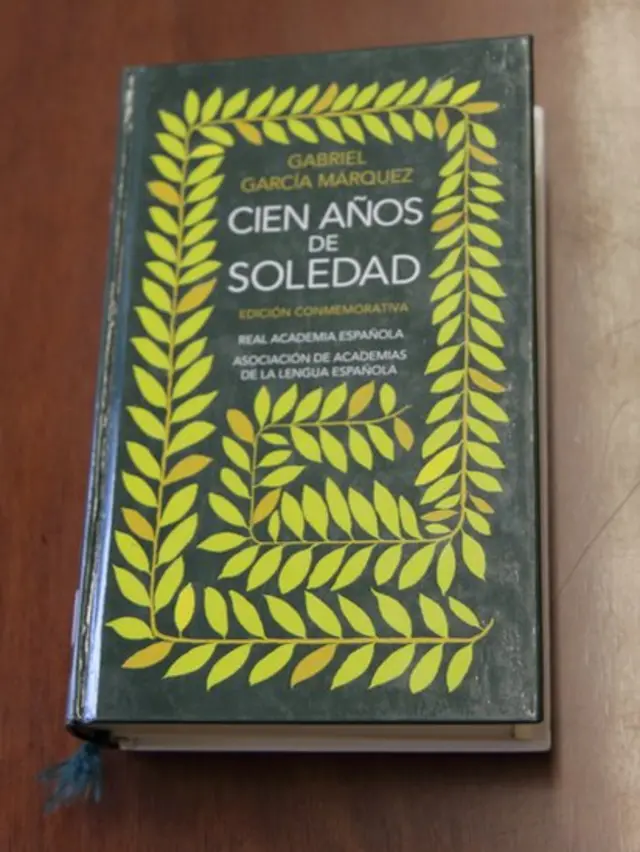 GABRIEL
GARCÍA MÁRQUEZ
CIEN AÑOS
DE
SOLEDAD
EDICIÓN CONMEMORATIVA
REAL ACADEMIA ESPAÑOLA
ASOCIACIÓN DE ACADEMIAS
DE LA LENGUA ESPAÑOLA